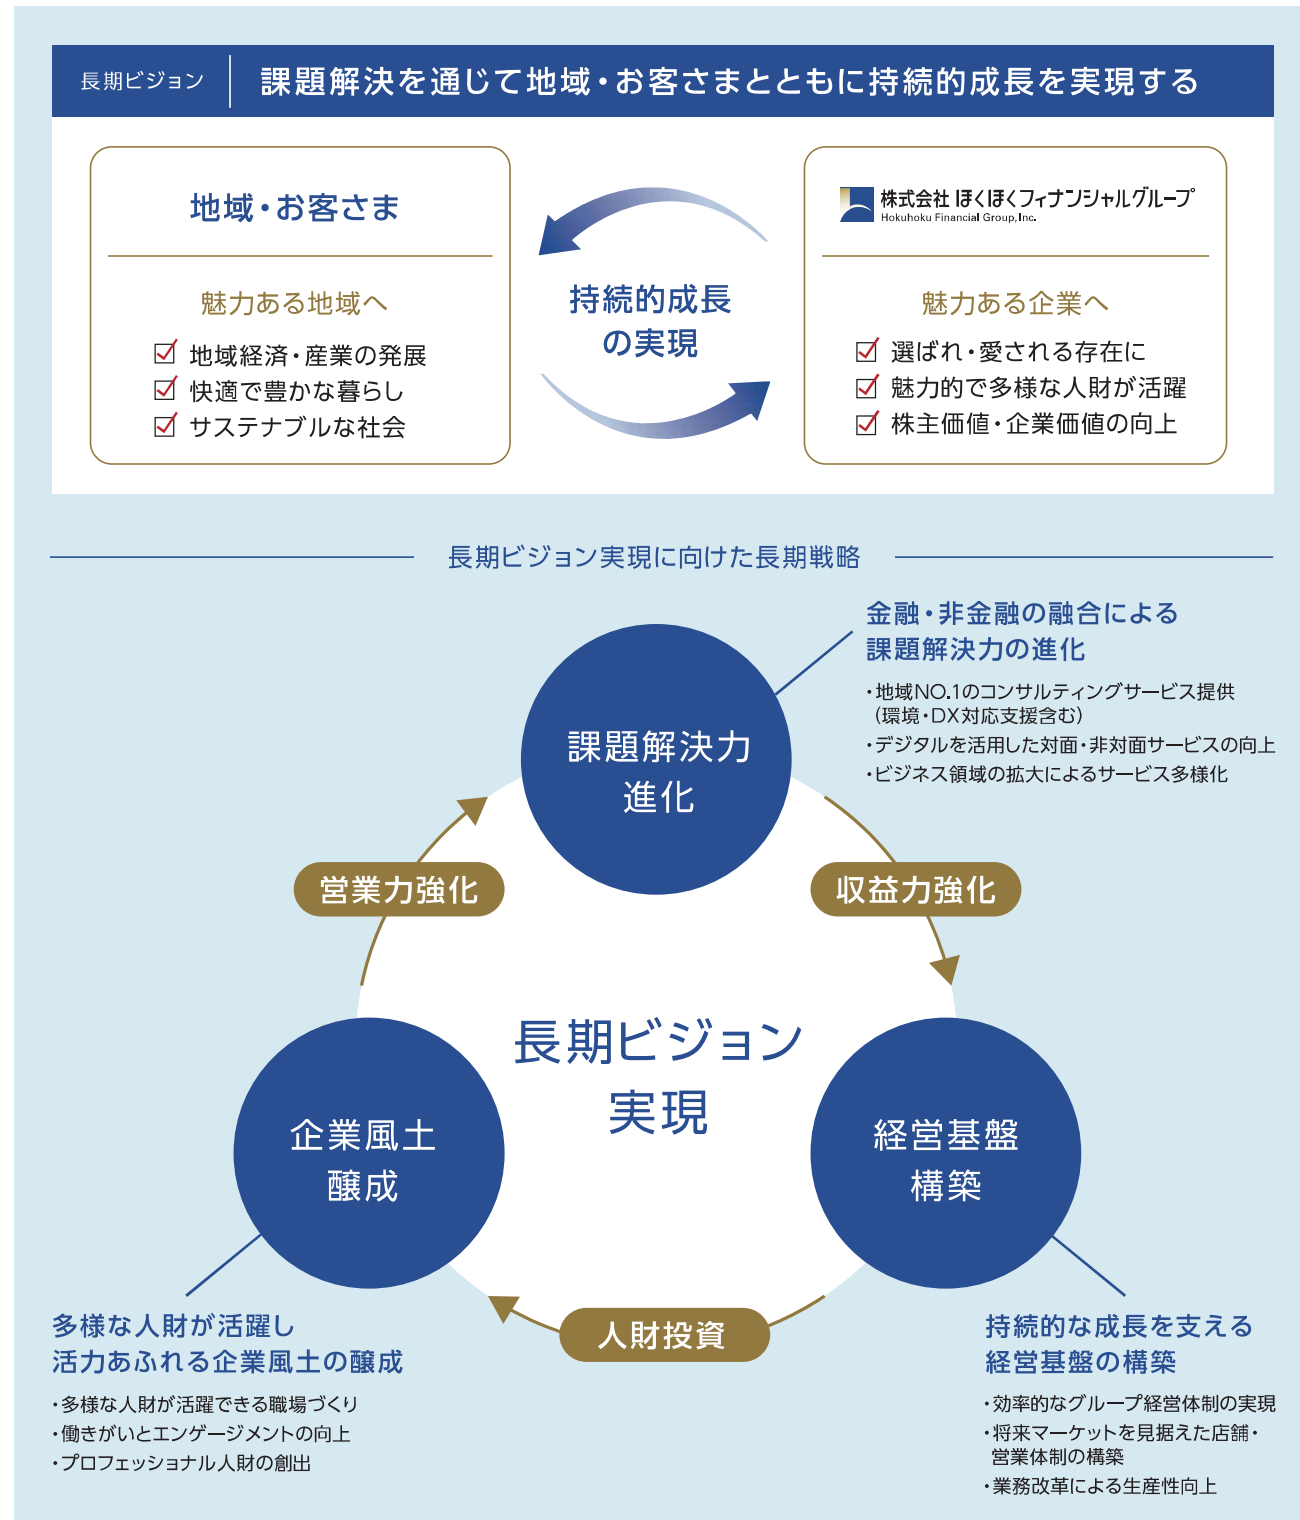 長期ビジョン
課題解決を通じて地域・お客さまとともに持続的成長を実現する
地域・お客さま
魅力ある地域へ
地域経済・産業の発展
快適で豊かな暮らし
サステナブルな社会
持続的成長
の実現
株式会社 ほくほくフィナンシャルグループ
Hokuhoku Financial Group, Inc.
魅力ある企業へ
選ばれ・愛される存在に
魅力的で多様な人財が活躍
株主価値・企業価値の向上
長期ビジョン実現に向けた長期戦略
金融・非金融の融合による
課題解決力の進化
・地域NO.1のコンサルティングサービス提供
（環境・DX対応支援含む）
・デジタルを活用した対面・非対面サービスの向上
・ビジネス領域の拡大によるサービス多様化
課題解決力
進化
営業力強化
収益力強化
長期ビジョン
実現
企業風土
醸成
経営基盤
構築
人財投資
多様な人財が活躍し
活力あふれる企業風土の醸成
・多様な人財が活躍できる職場づくり
・働きがいとエンゲージメントの向上
・プロフェッショナル人財の創出
持続的な成長を支える
経営基盤の構築
・効率的なグループ経営体制の実現
・将来マーケットを見据えた店舗・
営業体制の構築
・業務改革による生産性向上